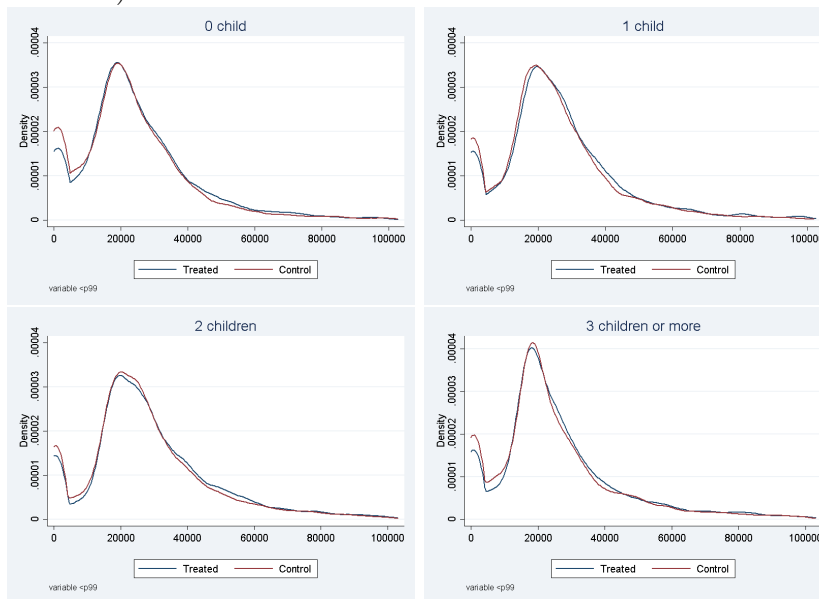 )
0 child
1 child
Density
.00004
.00003
.00002
.00001
0
0 20000 40000 60000 80000 100000
Treated Control
variable <p99
Density
.00004
.00003
.00002
.00001
0
0 20000 40000 60000 80000 100000
Treated Control
variable <p99
2 children
3 children or more
Density
.00004
.00003
.00002
.00001
0
0 20000 40000 60000 80000 100000
Treated Control
variable <p99
Density
.00004
.00003
.00002
.00001
0
0 20000 40000 60000 80000 100000
Treated Control
variable <p99